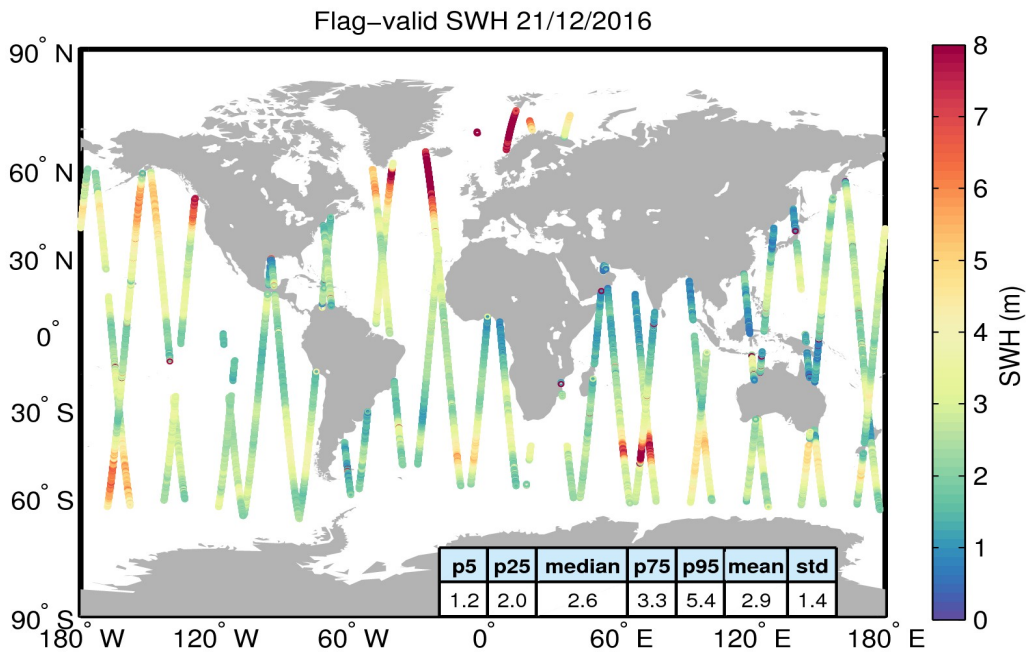 Flag−valid SWH 21/12/2016
90° N
60° N
30° N
0°
30° S
60° S
90° S
180° W
120° W
60° W
0°
60° E
120° E
180° E
p5 p25 median p75 p95 mean std
1.2 2.0 2.6 3.3 5.4 2.9 1.4
8
7
6
5
4
3
2
1
0
SWH (m)